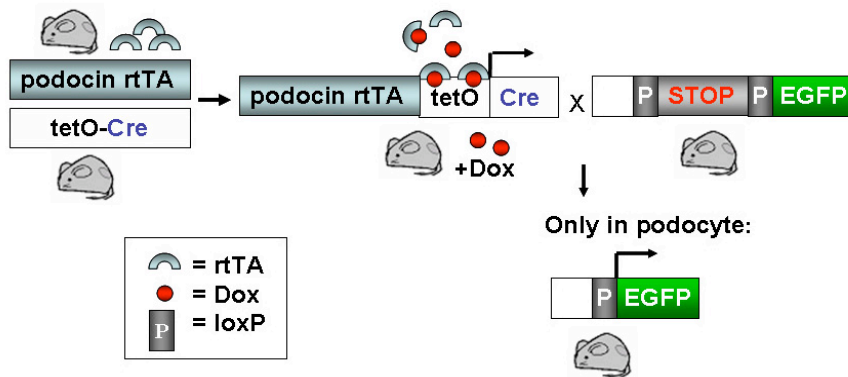 podocin rtTA
tetO-Cre
podocin rtTA tetO Cre
+Dox
X
P STOP P EGFP
Only in podocyte:
P EGFP
= rtTA
= Dox
P = loxP